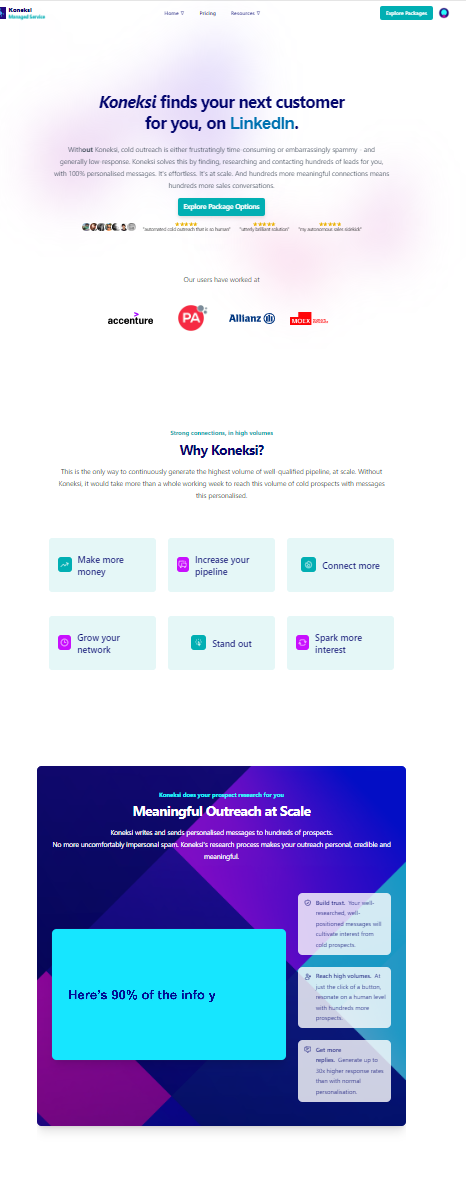 Koneksi
Managed Service
Home
Pricing
Resources
Explore Packages
Koneksi finds your next customer
for you, on LinkedIn.
Without Koneksi, cold outreach is either frustratingly time-consuming or embarrassingly spammy - and
generally low response. Koneksi solves this by finding, researching and contacting hundreds of leads for you,
with 100% personalised messages. It's effortless. It's at scale. And hundreds more meaningful connections means
hundreds more sales conversations.
Explore Package Options
"automated cold outreach that is so human"
"utterly brilliant solution"
"my autonomous sales sidekick"
Our users have worked at
accenture
PA
Allianz
MOEX
Strong connections, in high volumes
Why Koneksi?
This is the only way to continuously generate the highest volume of well-qualified pipeline, at scale. Without
Koneksi, it would take more than a whole working week to reach this volume of cold prospects with messages
this personalised.
Make more
money
Increase your
pipeline
Connect more
Grow your
network
Stand out
Spark more
interest
Koneksi does your prospect research for you
Meaningful Outreach at Scale
Koneksi writes and sends personalised messages to hundreds of prospects.
No more uncomfortably impersonal spam. Koneksi's research process makes your outreach personal, credible and
meaningful.
Here's 90% of the info y
Build trust. Your well-
researched, well-
positioned messages will
cultivate interest from
cold prospects.
Reach high volumes. At
just the click of a button,
resonate on a human level
with hundreds more
prospects.
Get more
replies. Generate up to
30x higher response rates
than with normal
personalisation.